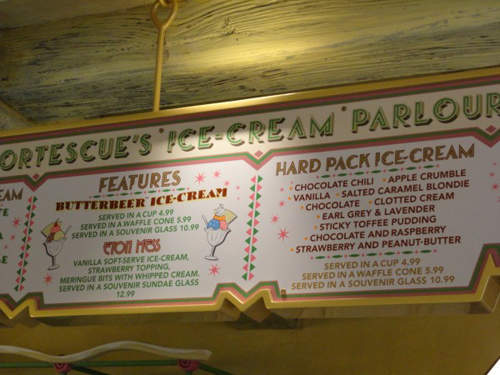 ORTESCUE'S ICE-CREAM PARLOUR
EAM
FEATURES
BUTTERBEER ICE-CREAM
SERVED IN A CUP 4.99
SERVED IN A WAFFLE CONE 5.99
SERVED IN A SOUVENIR GLASS 10.99
ETON MESS
VANILLA SOFT-SERVE ICE-CREAM,
STRAWBERRY TOPPING,
MERINGUE BITS WITH WHIPPED CREAM.
SERVED IN A SOUVENIR SUNDAE GLASS
12.99
HARD PACK ICE-CREAM
CHOCOLATE CHILI • APPLE CRUMBLE
VANILLA • SALTED CARAMEL BLONDIE
• CHOCOLATE • CLOTTED CREAM
EARL GREY & LAVENDER
STICKY TOFFEE PUDDING
• CHOCOLATE AND RASPBERRY
STRAWBERRY AND PEANUT-BUTTER
SERVED IN A CUP 4.99
SERVED IN A WAFFLE CONE 5.99
SERVED IN A SOUVENIR GLASS 10.99